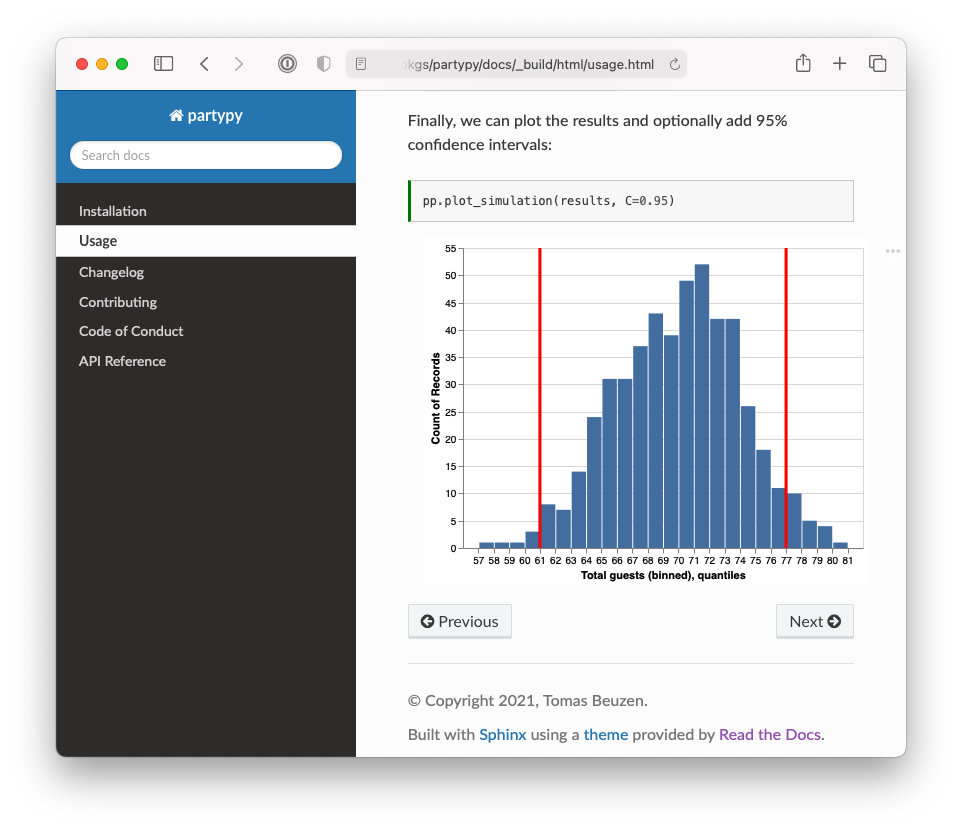 kgs/partypy/docs/_build/html/usage.html
partypy
Search docs
Installation
Usage
Changelog
Contributing
Code of Conduct
API Reference
Finally, we can plot the results and optionally add 95%
confidence intervals:
pp.plot_simulation(results, C=0.95)
55
50
45
40
35
30
25
20
15
10
5
0
Count of Records
57 58 59 60 61 62 63 64 65 66 67 68 69 70 71 72 73 74 75 76 77 78 79 80 81
Total guests (binned), quantiles
Previous
Next
© Copyright 2021, Tomas Beuzen.
Built with Sphinx using a theme provided by Read the Docs.